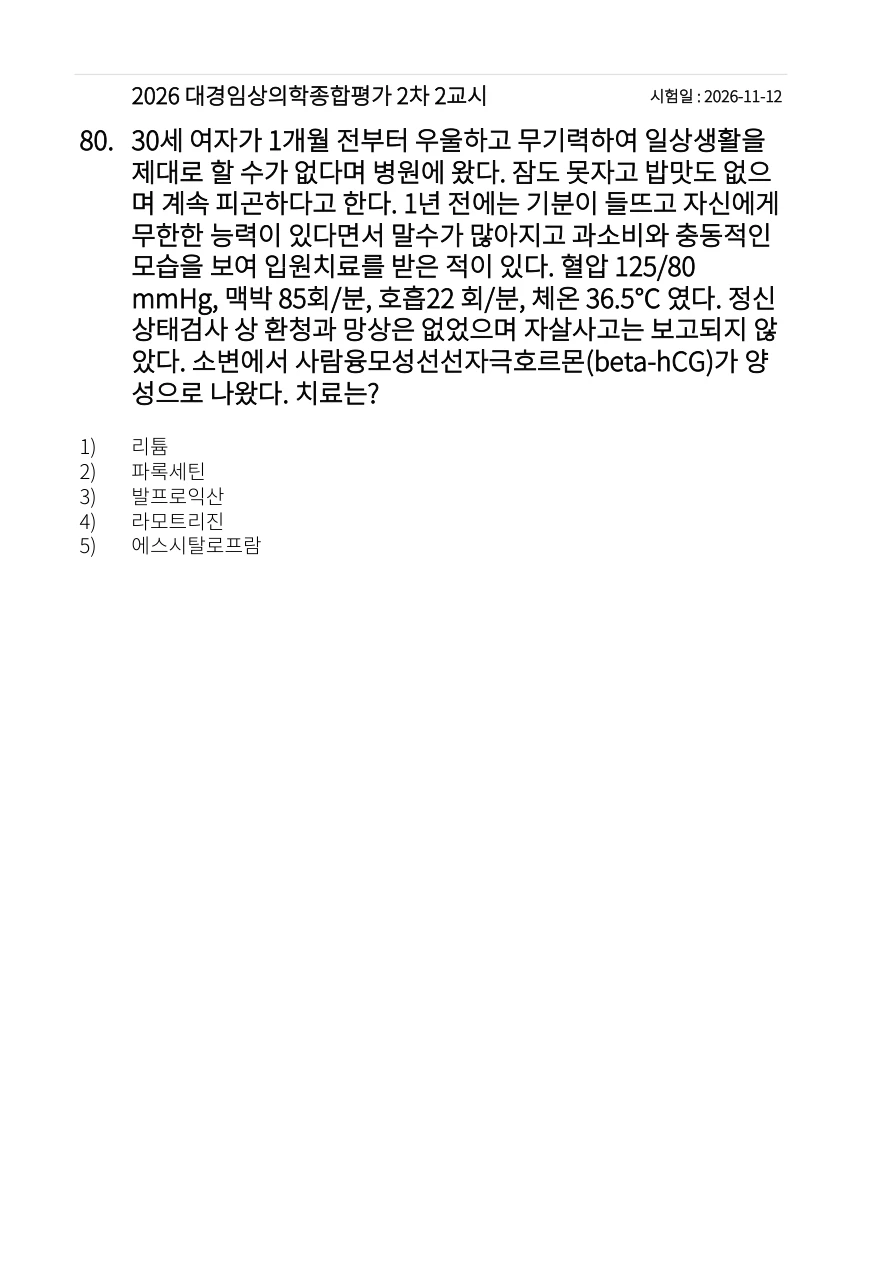 2026 대경임상의학종합평가 2차 2교시
시험일 : 2026-11-12
80. 30세 여자가 1개월 전부터 우울하고 무기력하여 일상생활을
제대로 할 수가 없다며 병원에 왔다. 잠도 못자고 밥맛도 없으
며 계속 피곤하다고 한다. 1년 전에는 기분이 들뜨고 자신에게
무한한 능력이 있다면서 말수가 많아지고 과소비와 충동적인
모습을 보여 입원치료를 받은 적이 있다. 혈압 125/80
mmHg, 맥박 85회/분, 호흡22 회/분, 체온 36.5℃ 였다. 정신
상태검사 상 환청과 망상은 없었으며 자살사고는 보고되지 않
았다. 소변에서 사람융모성선선자극호르몬(beta-hCG)가 양
성으로 나왔다. 치료는?
1) 리튬
2) 파록세틴
3) 발프로익산
4) 라모트리진
5) 에스시탈로프람